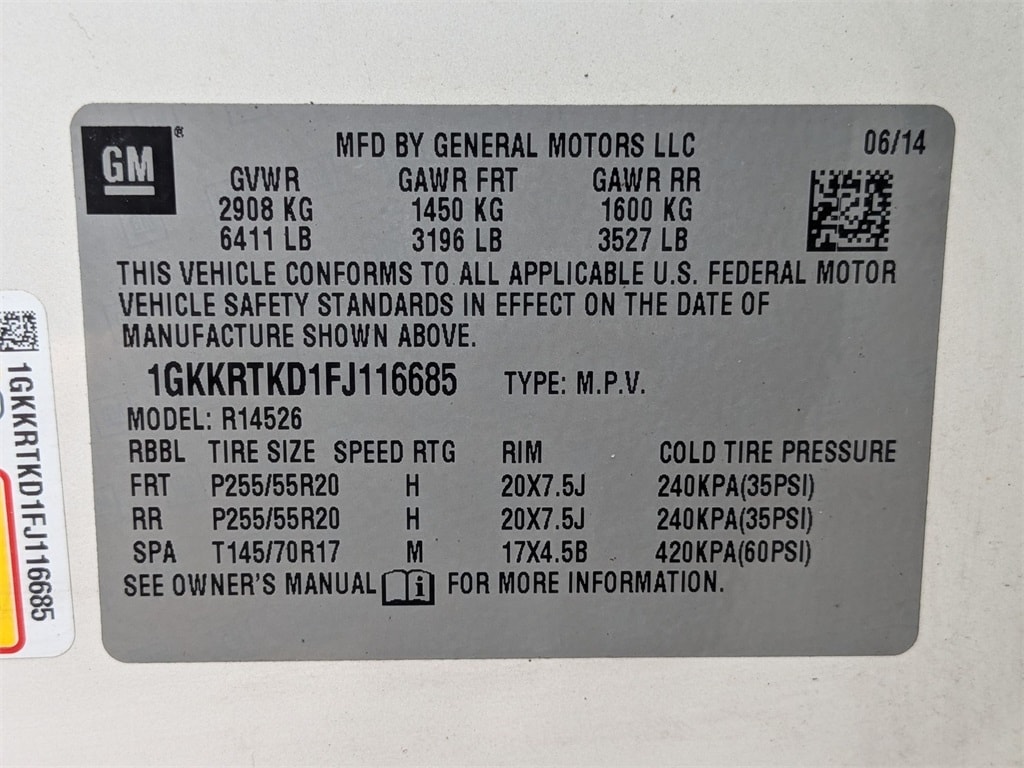 GM ®
MFD BY GENERAL MOTORS LLC 06/14
GVWR GAWR FRT GAWR RR
2908 KG 1450 KG 1600 KG
6411 LB 3196 LB 3527 LB
THIS VEHICLE CONFORMS TO ALL APPLICABLE U.S. FEDERAL MOTOR
VEHICLE SAFETY STANDARDS IN EFFECT ON THE DATE OF
MANUFACTURE SHOWN ABOVE.
1GKKRTKD1FJ116685 TYPE: M.P.V.
MODEL: R14526
RBBL TIRE SIZE SPEED RTG RIM COLD TIRE PRESSURE
FRT P255/55R20 H 20X7.5J 240KPA(35PSI)
RR P255/55R20 H 20X7.5J 240KPA(35PSI)
SPA T145/70R17 M 17X4.5B 420KPA(60PSI)
SEE OWNER'S MANUAL i FOR MORE INFORMATION.
1GKKRTKD1FJ116685